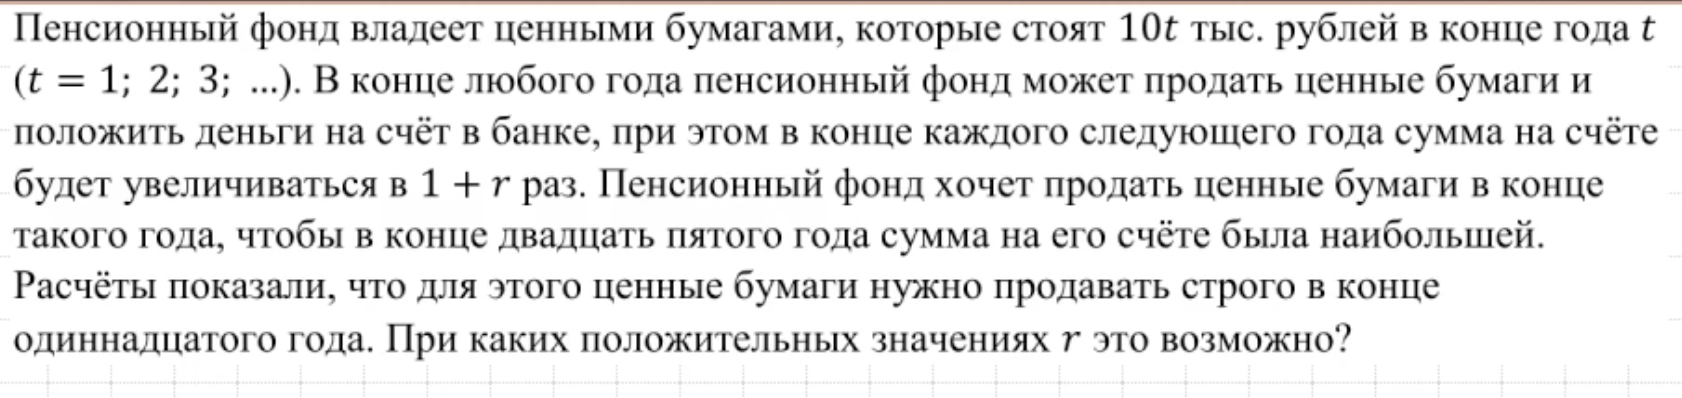 Пенсионный фонд владеет ценными бумагами, которые стоят 10t тыс. рублей в конце года t
(t = 1; 2; 3; ...). В конце любого года пенсионный фонд может продать ценные бумаги и
положить деньги на счёт в банке, при этом в конце каждого следующего года сумма на счёте
будет увеличиваться в 1 + r раз. Пенсионный фонд хочет продать ценные бумаги в конце
такого года, чтобы в конце двадцать пятого года сумма на его счёте была наибольшей.
Расчёты показали, что для этого ценные бумаги нужно продавать строго в конце
одиннадцатого года. При каких положительных значениях r это возможно?